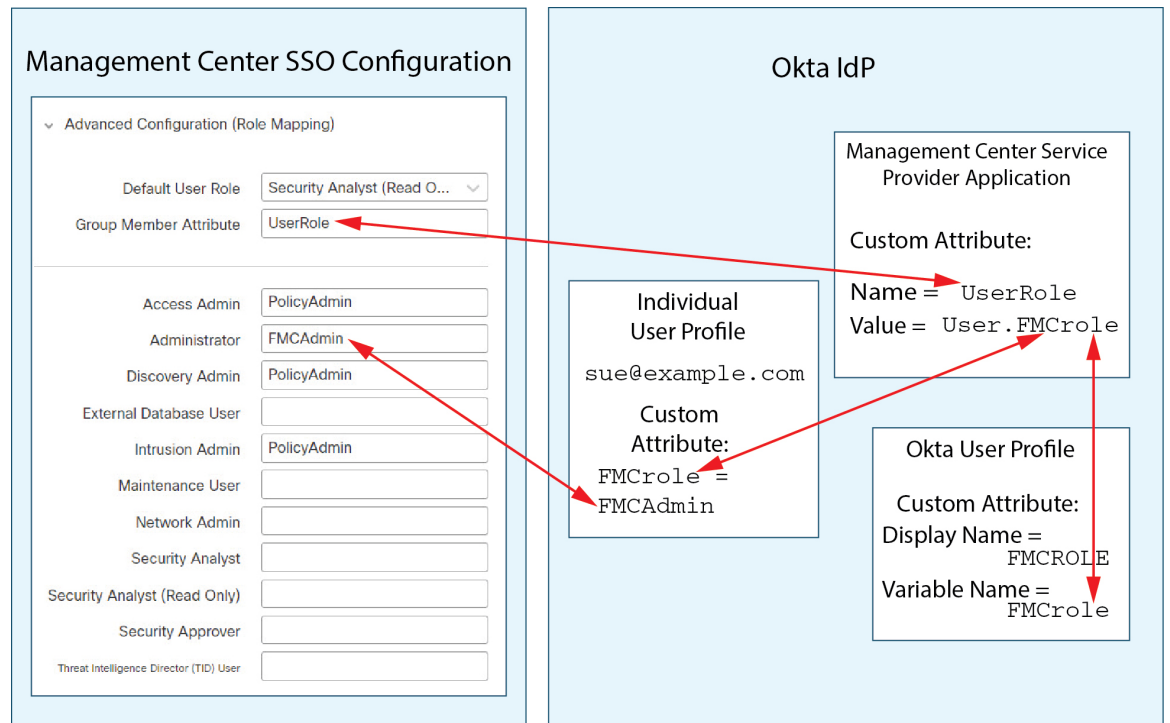 Management Center SSO Configuration
Advanced Configuration (Role Mapping)
Default User Role Security Analyst (Read O...
Group Member Attribute UserRole
Access Admin PolicyAdmin
Administrator FMCAdmin
Discovery Admin PolicyAdmin
External Database User
Intrusion Admin PolicyAdmin
Maintenance User
Network Admin
Security Analyst
Security Analyst (Read Only)
Security Approver
Threat Intelligence Director (TID) User
Okta IdP
Management Center Service
Provider Application
Custom Attribute:
Name = UserRole
Value = User.FMCrole
Individual
User Profile
sue@example.com
Custom
Attribute:
FMCrole =
FMCAdmin
Okta User Profile
Custom Attribute:
Display Name =
FMCROLE
Variable Name =
FMCrole